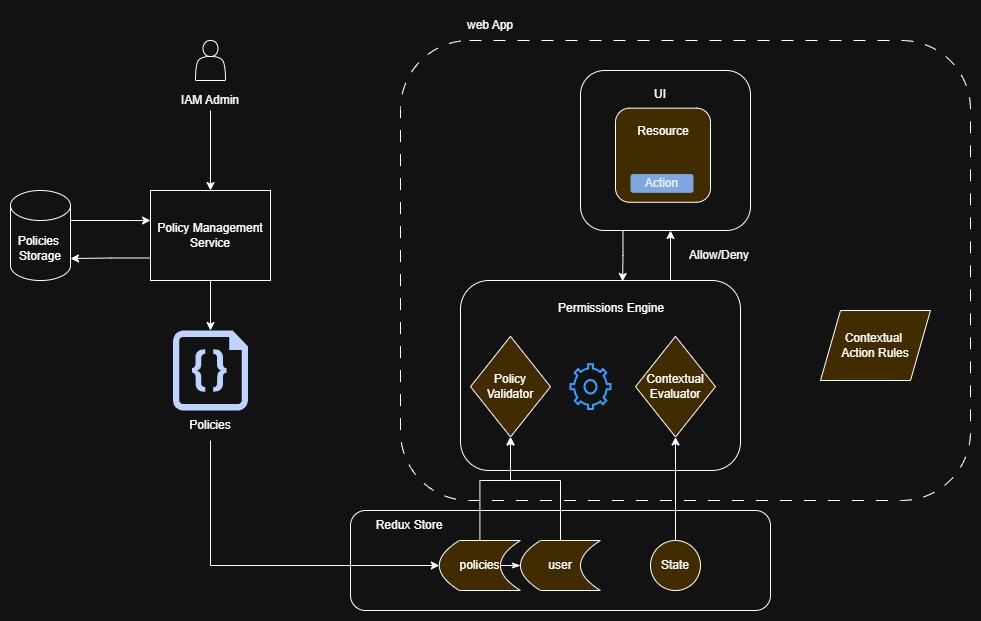 web App
IAM Admin
UI
Resource
Action
Policies
Storage
Policy Management
Service
Allow/Deny
Permissions Engine
Policy
Validator
Contextual
Evaluator
Contextual
Action Rules
Policies
Redux Store
policies
user
State